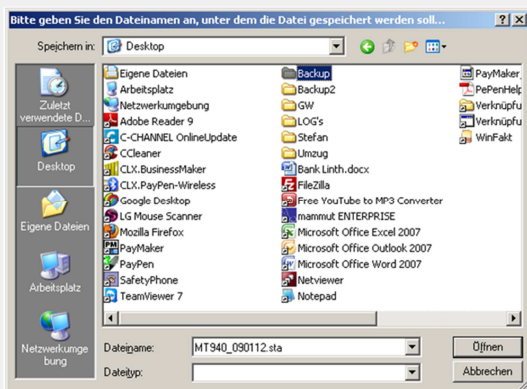 Bitte geben Sie den Dateinamen an, unter dem die Datei gespeichert werden soll...
Speichern in:
Desktop
Zuletzt
verwendete D...
Desktop
Eigene Dateien
Arbeitsplatz
Netzwerkumge
bung
Eigene Dateien
Arbeitsplatz
Netzwerkumgebung
Adobe Reader 9
C-CHANNEL OnlineUpdate
CCleaner
CLX.BusinessMaker
CLX.PayPen-Wireless
Google Desktop
LG Mouse Scanner
Mozilla Firefox
PayMaker
PayPen
SafetyPhone
TeamViewer 7
Backup
Backup2
GW
LOG's
Stefan
Umzug
Bank Linth.docx
FileZilla
Free YouTube to MP3 Converter
mammut ENTERPRISE
Microsoft Office Excel 2007
Microsoft Office Outlook 2007
Microsoft Office Word 2007
Netviewer
Notepad
PayMaker_
PePenHelp
Verknüpfu
Verknüpfu
WinFakt
Dateiname:
MT940_090112.sta
Öffnen
Dateityp:
Abbrechen